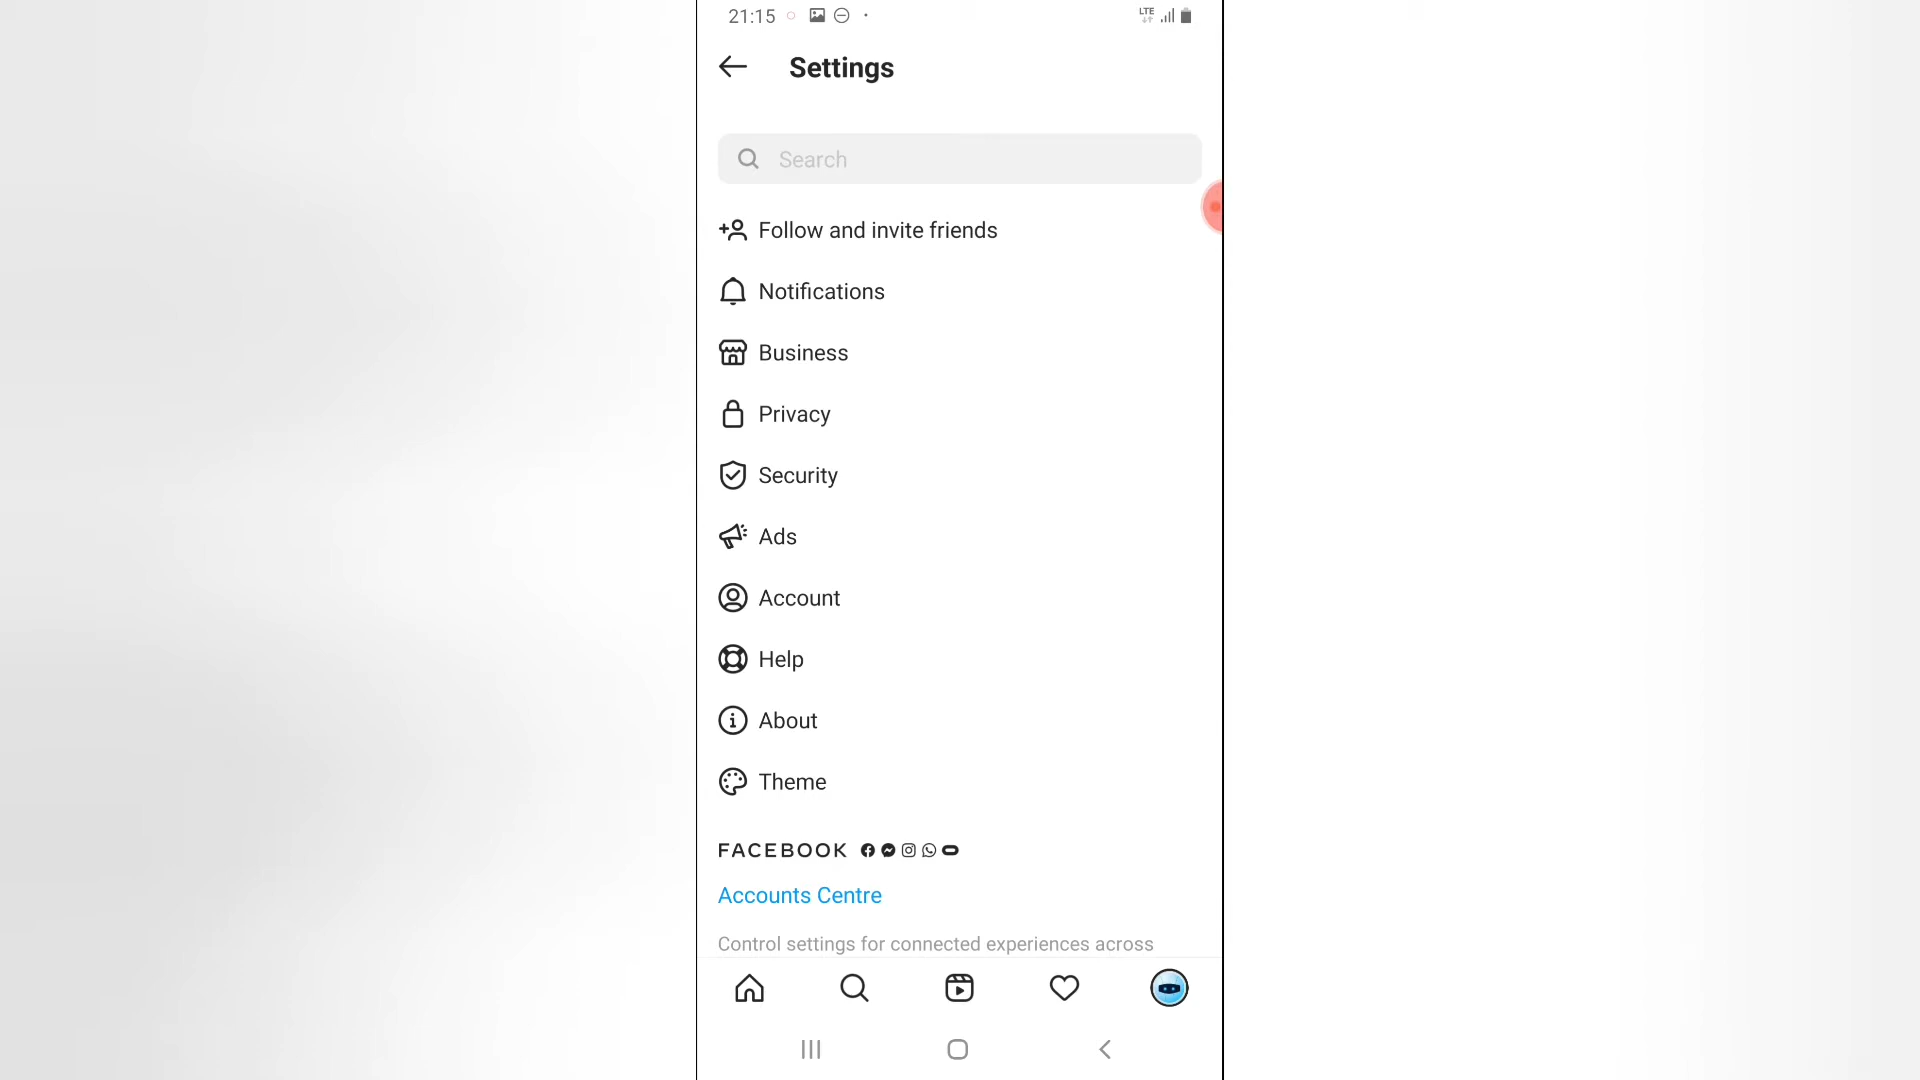 21:15
LTE
Settings
Search
Follow and invite friends
Notifications
Business
Privacy
Security
Ads
Account
Help
About
Theme
FACEBOOK
Accounts Centre
Control settings for connected experiences across